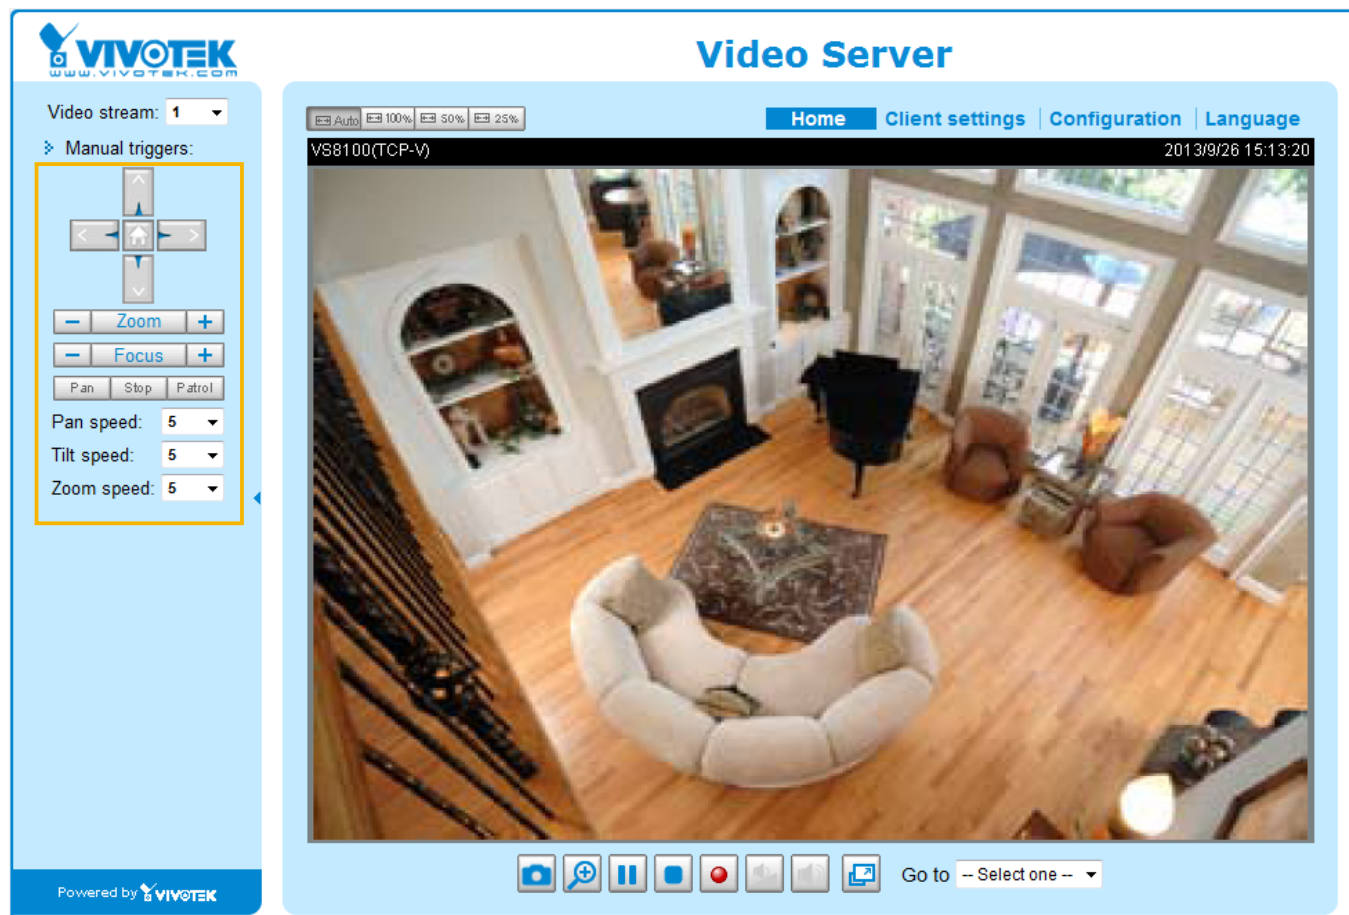 VIVOTEK
www.vivotek.com
Video Server
Video stream: 1
Manual triggers:
Zoom
Focus
Pan Stop Patrol
Pan speed: 5
Tilt speed: 5
Zoom speed: 5
Powered by VIVOTEK
Auto 100% 50% 25%
Home Client settings Configuration Language
VS8100(TCP-V) 2013/9/26 15:13:20
Go to -- Select one --